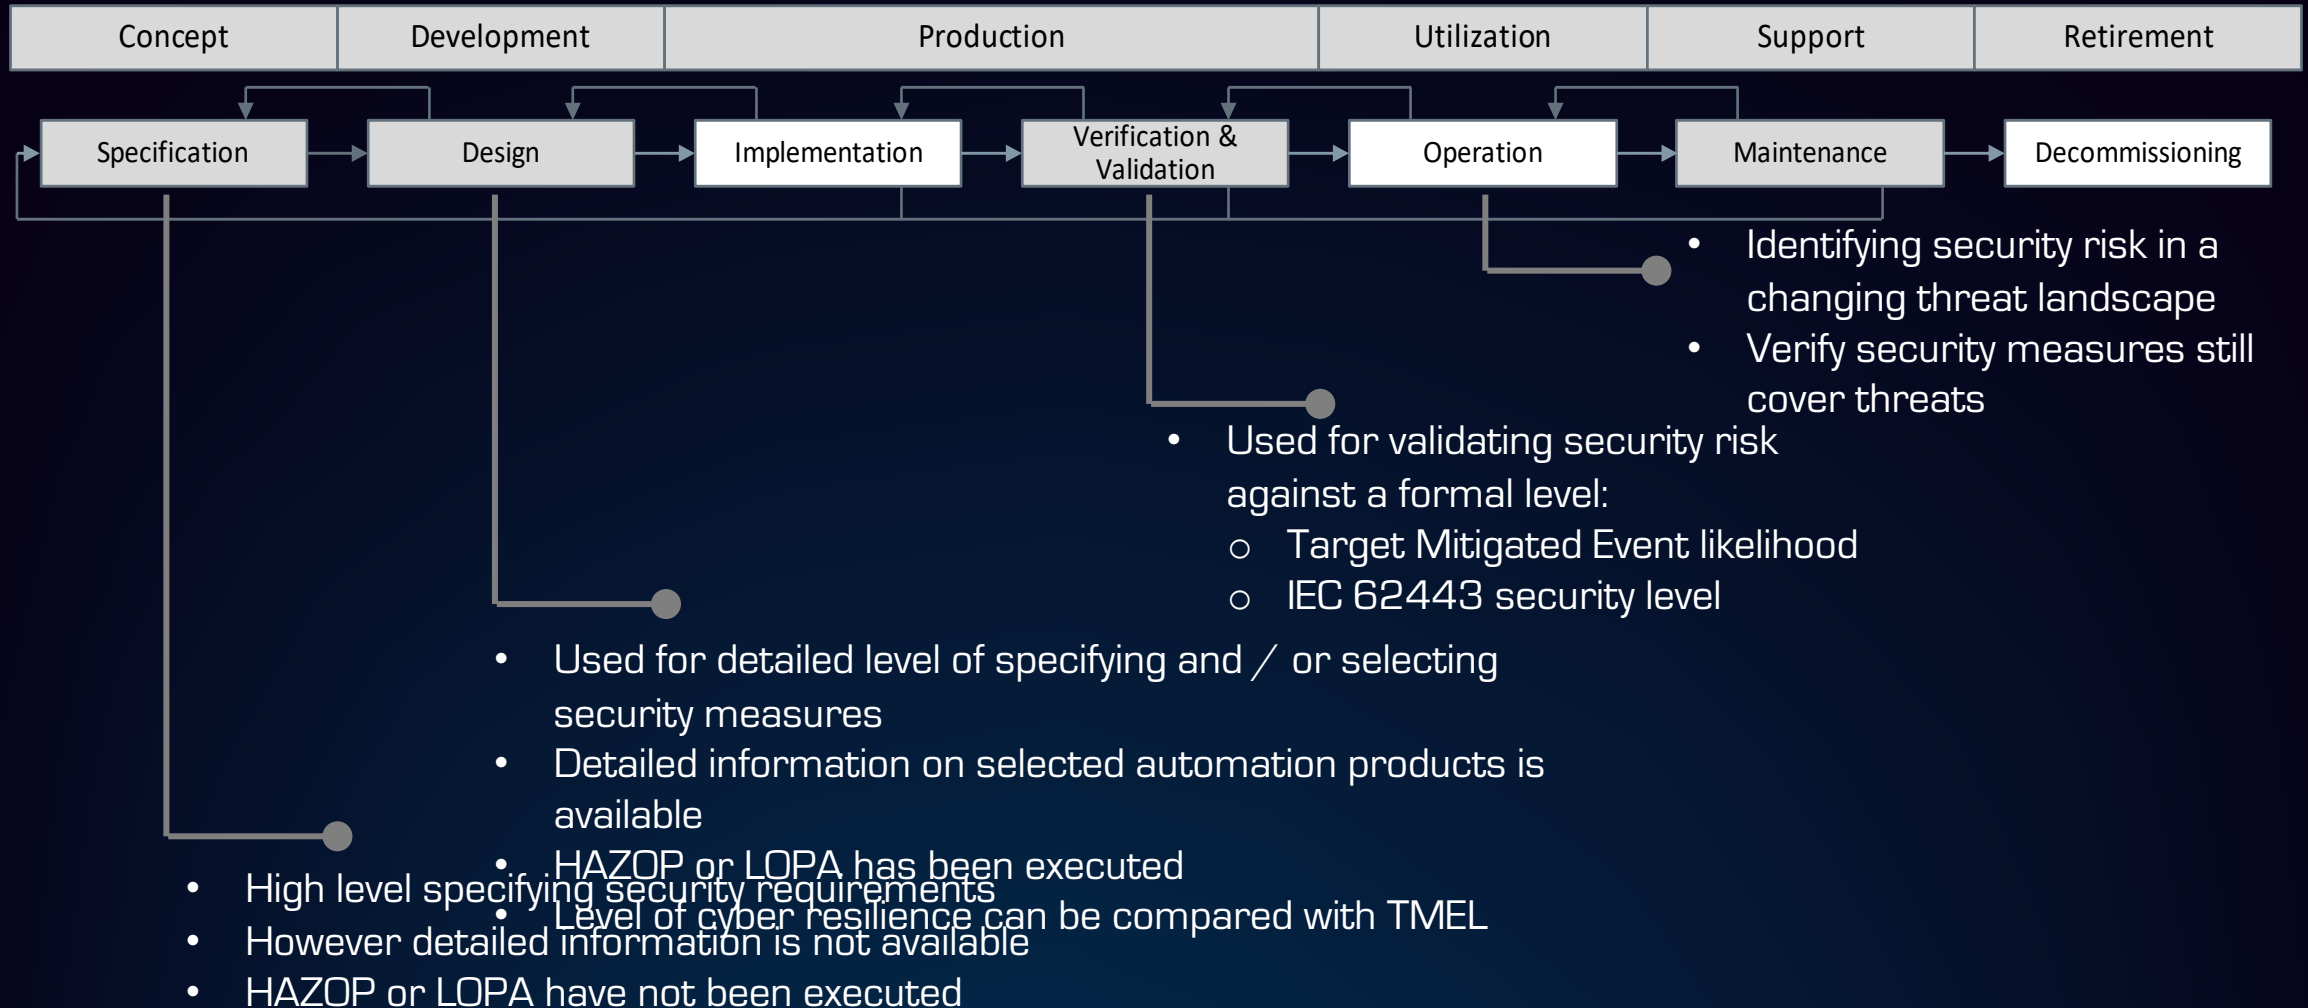 Concept Development Production Utilization Support Retirement
Specification
Design
Implementation
Verification &
Validation
Operation
Maintenance
Decommissioning
• Identifying security risk in a
changing threat landscape
• Verify security measures still
cover threats
• Used for validating security risk
against a formal level:
o Target Mitigated Event likelihood
o IEC 62443 security level
• Used for detailed level of specifying and / or selecting
security measures
• Detailed information on selected automation products is
available
• HAZOP or LOPA has been executed
• Level of cyber resilience can be compared with TMEL
• High level specifying security requirements
• However detailed information is not available
• HAZOP or LOPA have not been executed